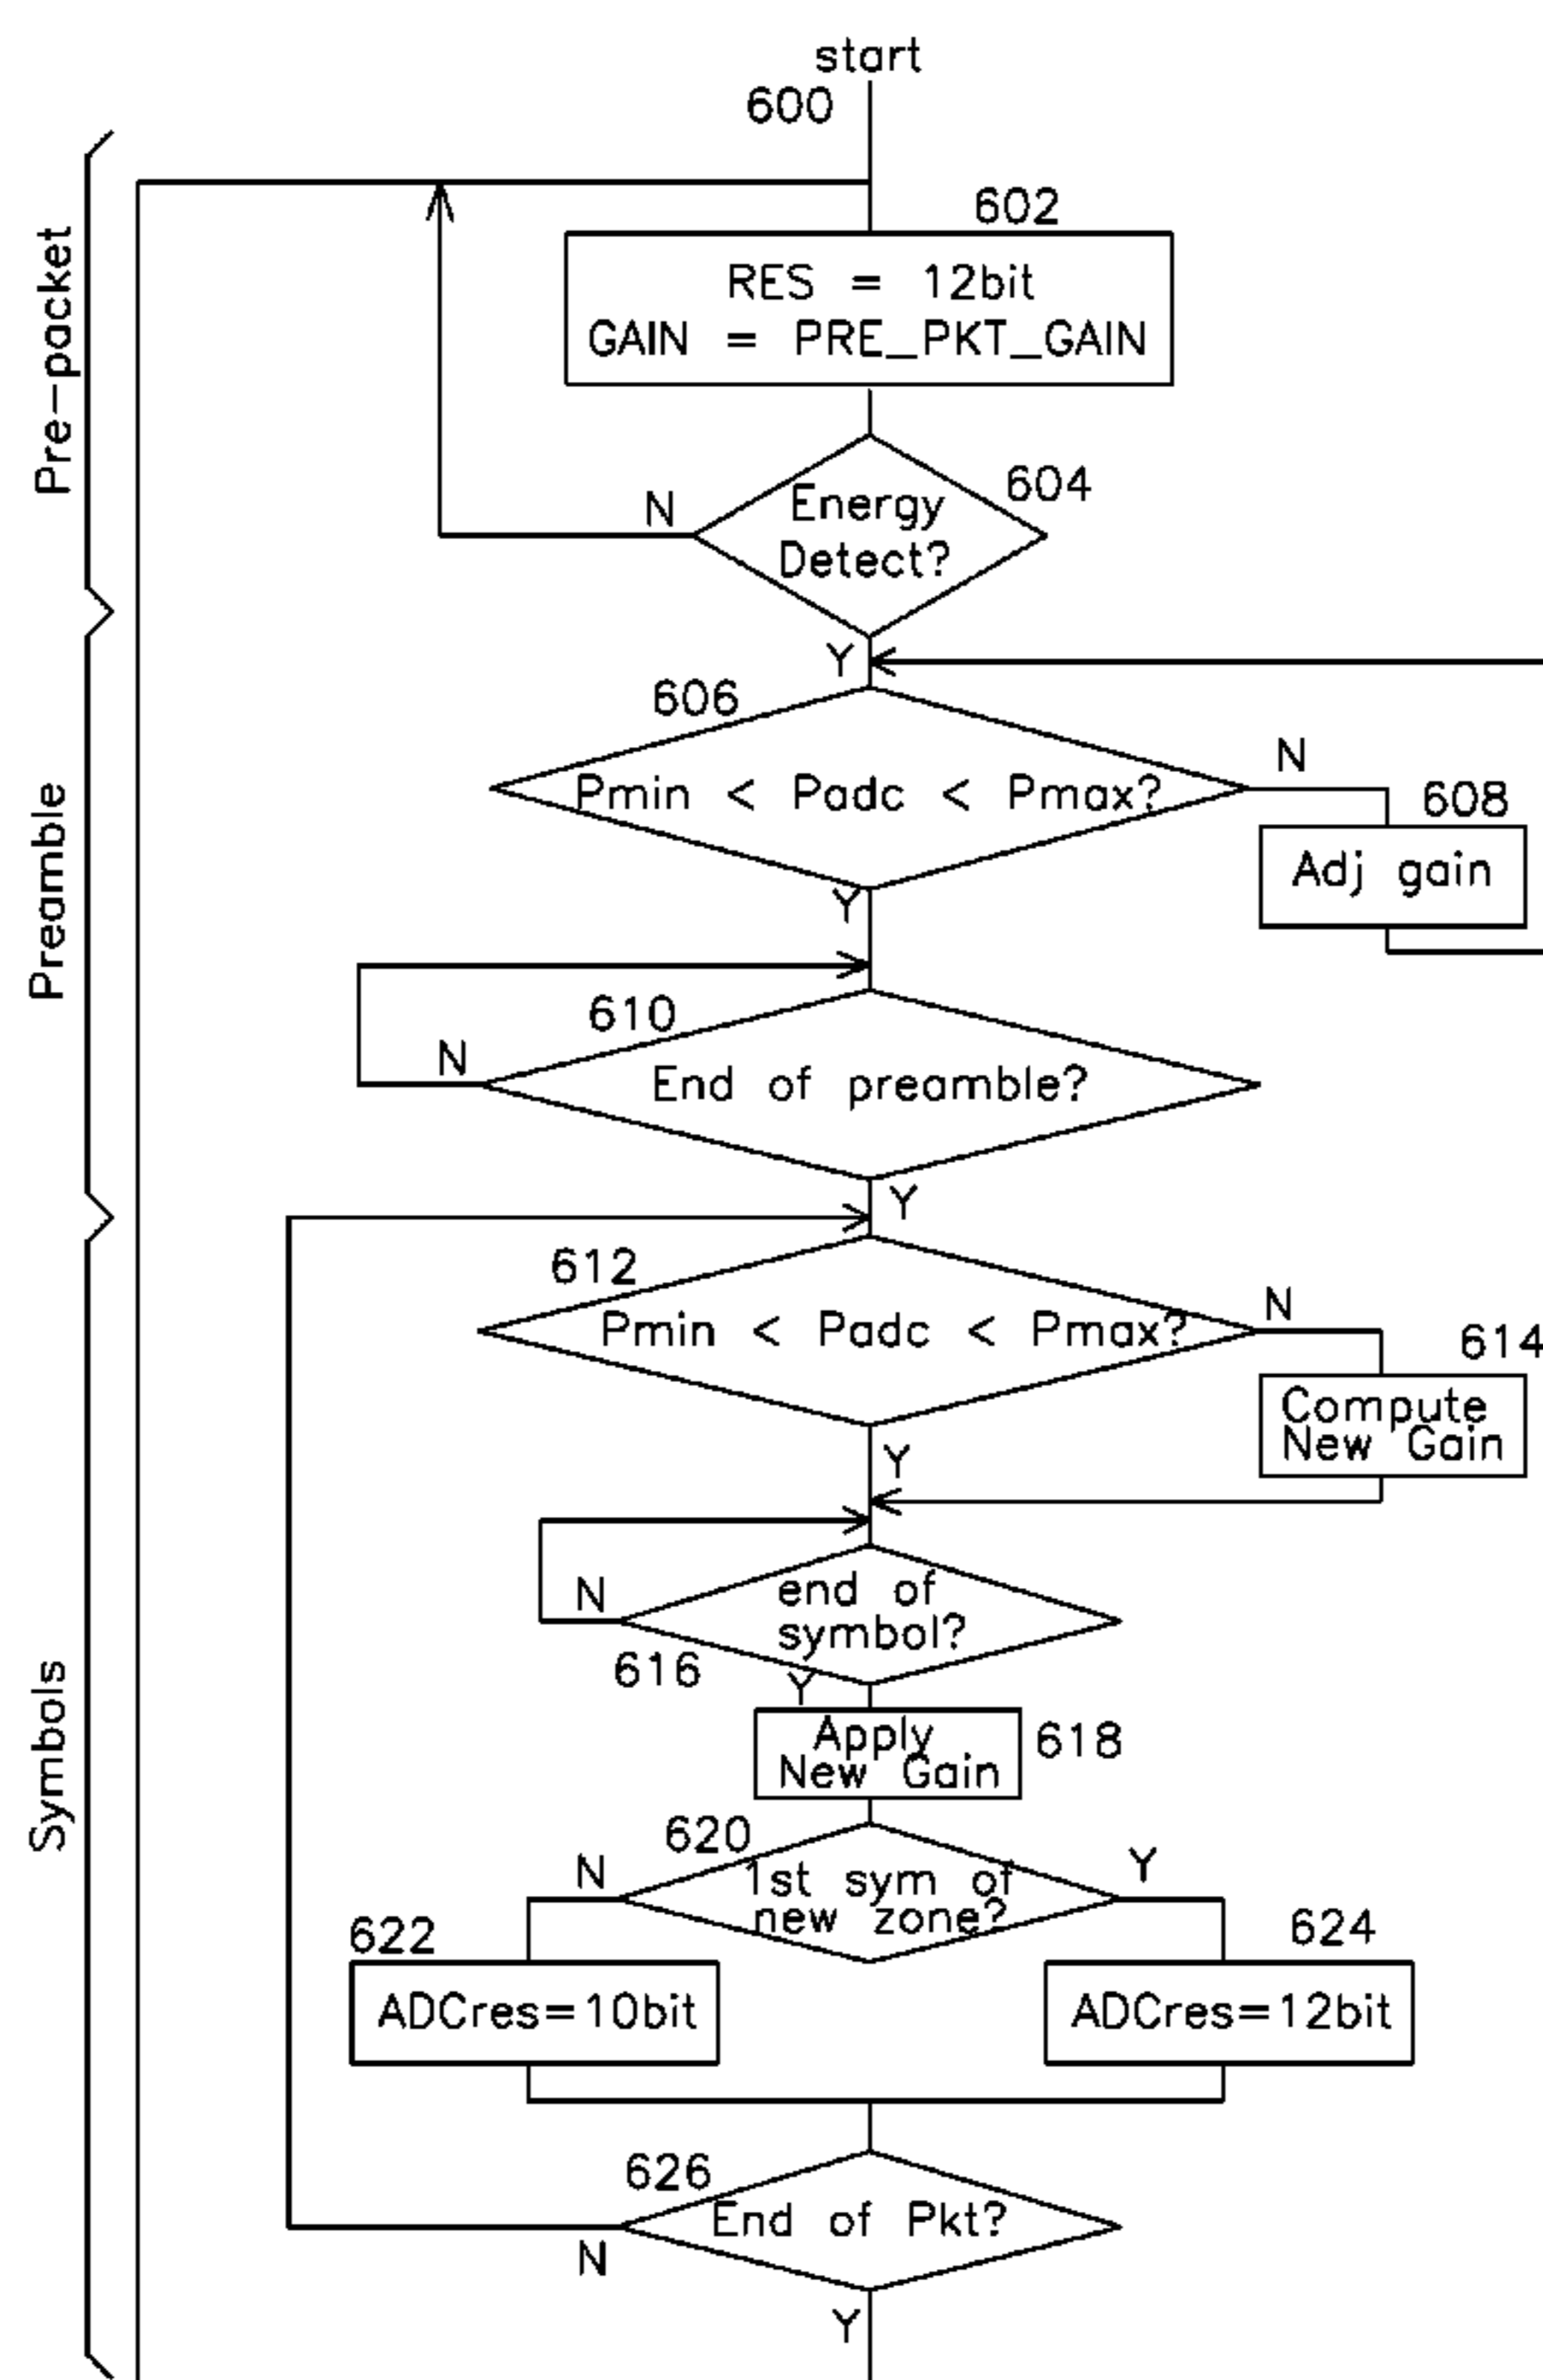 start
600
602
RES = 12bit
GAIN = PRE_PKT_GAIN
Pre-packet
604
Energy
Detect?
N
Y
606
Pmin < Padc < Pmax?
N
608
Adj gain
Y
Preamble
610
End of preamble?
N
Y
612
Pmin < Padc < Pmax?
N
614
Compute
New Gain
Y
end of
symbol?
N
616
Y
Apply
New Gain
618
Symbols
620
1st sym of
new zone?
N
Y
622
ADCres=10bit
624
ADCres=12bit
626
End of Pkt?
N
Y